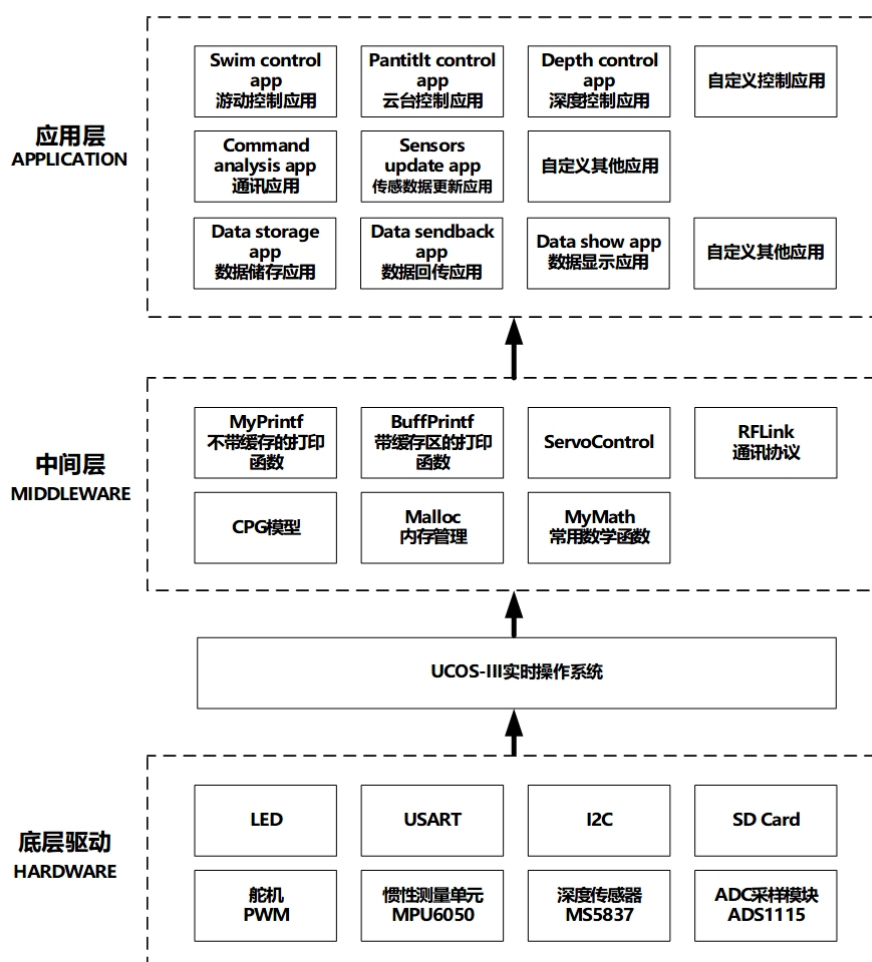 应用层
APPLICATION
Swim control
app
游动控制应用
Pantitlt control
app
云台控制应用
Depth control
app
深度控制应用
自定义控制应用
Command
analysis app
通讯应用
Sensors
update app
传感数据更新应用
自定义其他应用
Data storage
app
数据储存应用
Data sendback
app
数据回传应用
Data show app
数据显示应用
自定义其他应用
中间层
MIDDLEWARE
MyPrintf
不带缓存的打印
函数
BuffPrintf
带缓存区的打印
函数
ServoControl
RFLink
通讯协议
CPG模型
Malloc
内存管理
MyMath
常用数学函数
UCOS-III实时操作系统
底层驱动
HARDWARE
LED
USART
I2C
SD Card
舵机
PWM
惯性测量单元
MPU6050
深度传感器
MS5837
ADC采样模块
ADS1115